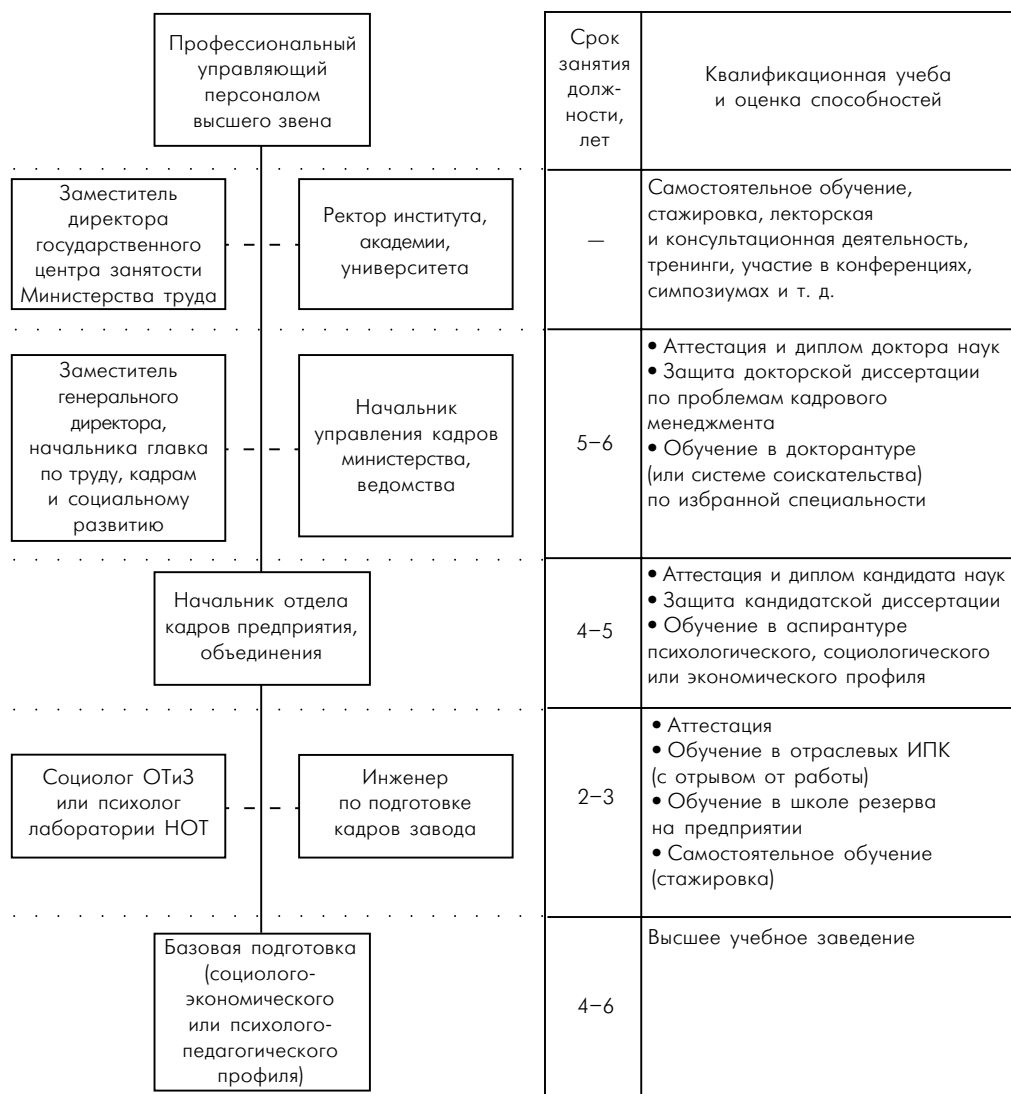 Профессиональный
управляющий
персоналом
высшего звена
Срок
занятия
долж-
ности,
лет
Квалификационная учеба
и оценка способностей
Заместитель
директора
государственного
центра занятости
Министерства труда
Ректор института,
академии,
университета
—
Самостоятельное обучение,
стажировка, лекторская
и консультационная деятельность,
тренинги, участие в конференциях,
симпозиумах и т. д.
Заместитель
генерального
директора,
начальника главка
по труду, кадрам
и социальному
развитию
Начальник
управления кадров
министерства,
ведомства
5–6
• Аттестация и диплом доктора наук
• Защита докторской диссертации
по проблемам кадрового
менеджмента
• Обучение в докторантуре
(или системе соискательства)
по избранной специальности
Начальник отдела
кадров предприятия,
объединения
4–5
• Аттестация и диплом кандидата наук
• Защита кандидатской диссертации
• Обучение в аспирантуре
психологического, социологического
или экономического профиля
Социолог ОТиЗ
или психолог
лаборатории НОТ
Инженер
по подготовке
кадров завода
2–3
• Аттестация
• Обучение в отраслевых ИПК
(с отрывом от работы)
• Обучение в школе резерва
на предприятии
• Самостоятельное обучение
(стажировка)
Базовая подготовка
(социолого-
экономического
или психолого-
педагогического
профиля)
4–6
Высшее учебное заведение